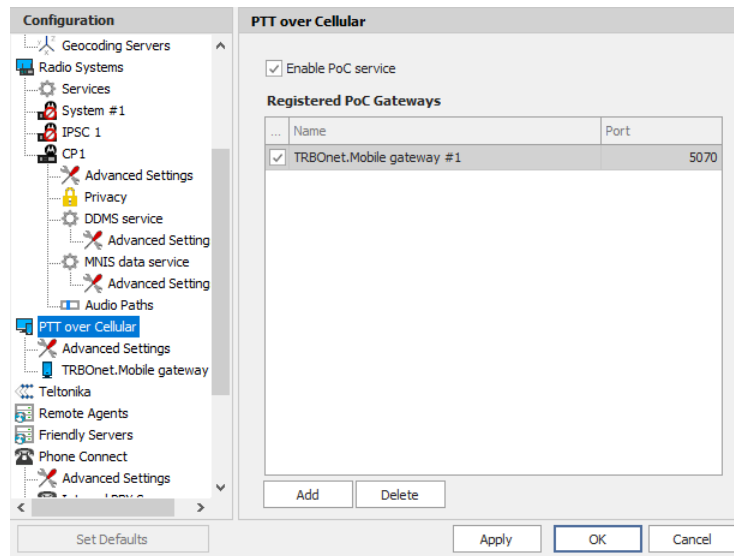 Configuration
Geocoding Servers
Radio Systems
Services
System #1
IPSC 1
CP1
Advanced Settings
Privacy
DDMS service
Advanced Setting
MNIS data service
Advanced Setting
Audio Paths
PTT over Cellular
Advanced Settings
TRBOnet.Mobile gateway
Teltonika
Remote Agents
Friendly Servers
Phone Connect
Advanced Settings
Set Defaults
PTT over Cellular
Enable PoC service
Registered PoC Gateways
... Name Port
TRBOnet.Mobile gateway #1 5070
Add Delete
Apply OK Cancel